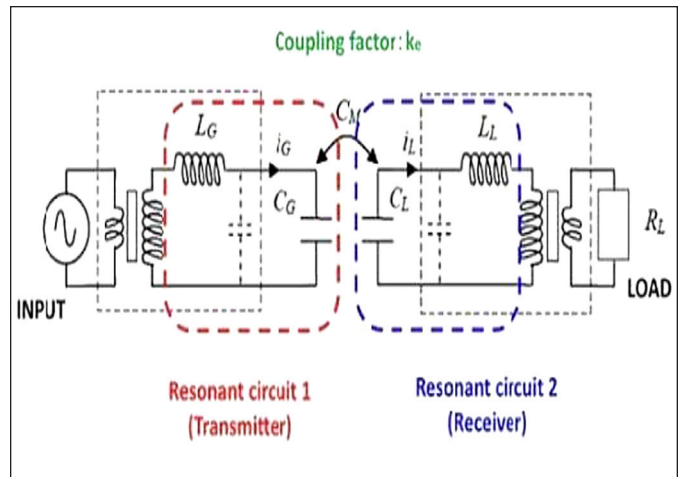 Coupling factor: ke
LG
iG
CM
iL
LL
CG
CL
RL
INPUT
LOAD
Resonant circuit 1
(Transmitter)
Resonant circuit 2
(Receiver)